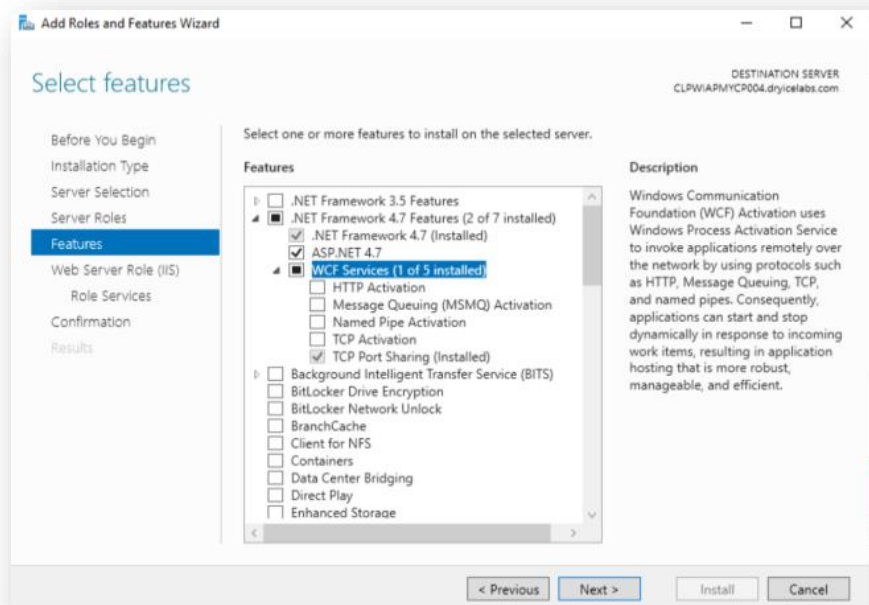 Add Roles and Features Wizard
Select features
DESTINATION SERVER
CLPWIAPMYCP004.dryicelabs.com
Before You Begin
Installation Type
Server Selection
Server Roles
Features
Web Server Role (IIS)
Role Services
Confirmation
Results
Select one or more features to install on the selected server.
Features
.NET Framework 3.5 Features
.NET Framework 4.7 Features (2 of 7 installed)
.NET Framework 4.7 (Installed)
ASP.NET 4.7
WCF Services (1 of 5 installed)
HTTP Activation
Message Queuing (MSMQ) Activation
Named Pipe Activation
TCP Activation
TCP Port Sharing (Installed)
Background Intelligent Transfer Service (BITS)
BitLocker Drive Encryption
BitLocker Network Unlock
BranchCache
Client for NFS
Containers
Data Center Bridging
Direct Play
Enhanced Storage
Description
Windows Communication
Foundation (WCF) Activation uses
Windows Process Activation Service
to invoke applications remotely over
the network by using protocols such
as HTTP, Message Queuing, TCP,
and named pipes. Consequently,
applications can start and stop
dynamically in response to incoming
work items, resulting in application
hosting that is more robust,
manageable, and efficient.
< Previous
Next >
Install
Cancel